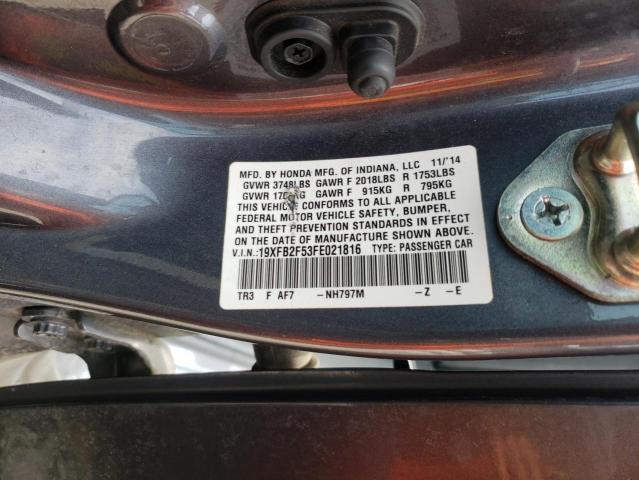 MFD. BY HONDA MFG. OF INDIANA, LLC 11/'14
GVWR 3748LBS GAWR F 2018LBS R 1753LBS
GVWR GAWR F 915KG R 795KG
THIS VEHICLE CONFORMS TO ALL APPLICABLE
FEDERAL MOTOR VEHICLE SAFETY, BUMPER,
AND THEFT PREVENTION STANDARDS IN EFFECT
ON THE DATE OF MANUFACTURE SHOWN ABOVE.
V.I.N.:19XFB2F53FE021816 TYPE: PASSENGER CAR
TR3 F AF7 -NH797M -Z -E